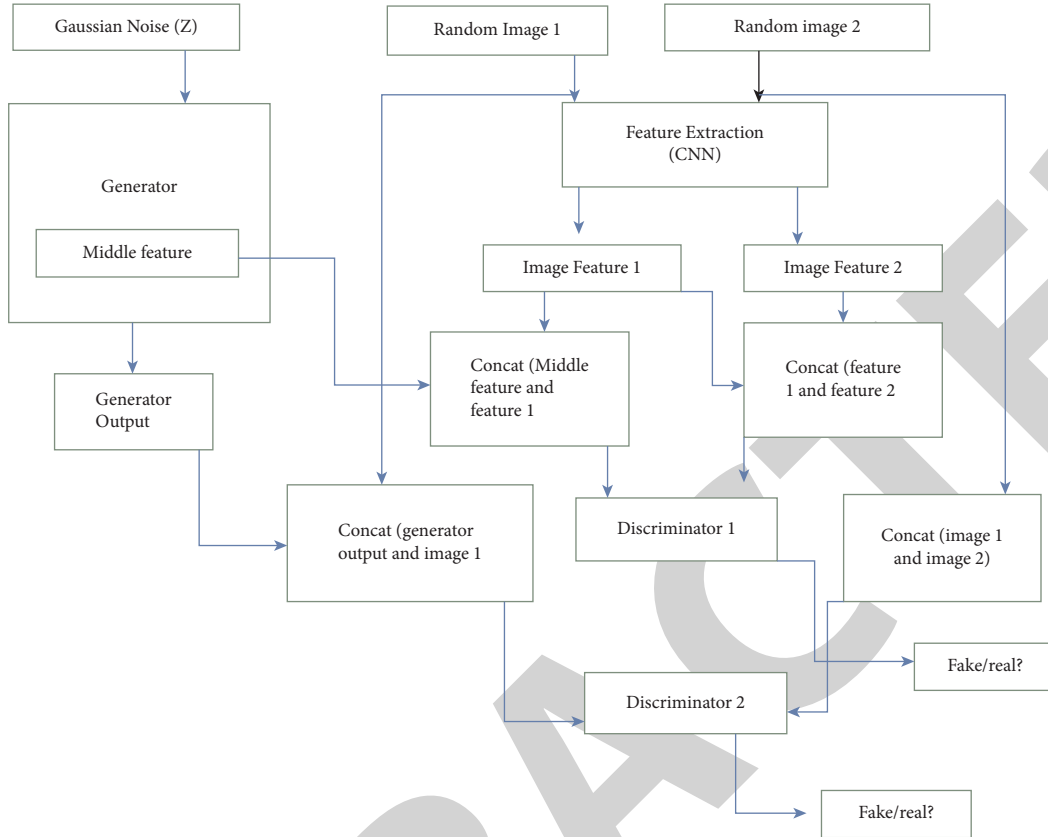 Gaussian Noise (Z)
Random Image 1
Random image 2
Feature Extraction
(CNN)
Generator
Middle feature
Image Feature 1
Image Feature 2
Concat (Middle
feature and
feature 1
Concat (feature
1 and feature 2
Generator
Output
Concat (generator
output and image 1
Discriminator 1
Concat (image 1
and image 2)
Fake/real?
Discriminator 2
Fake/real?